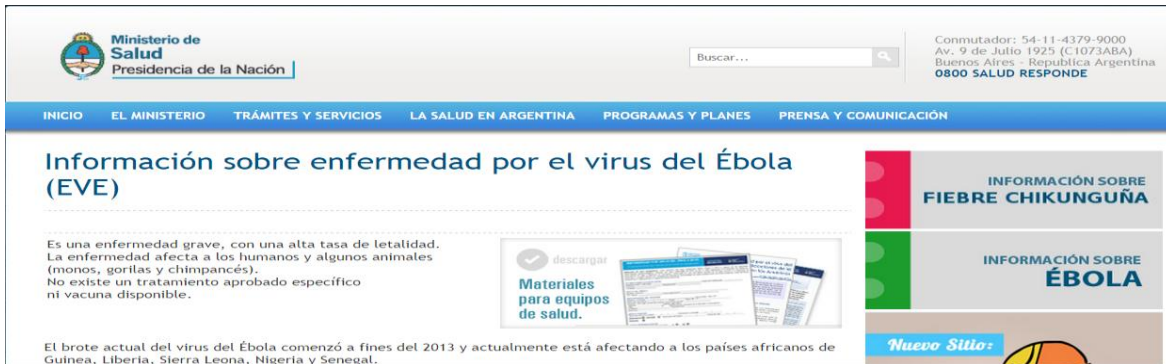 Ministerio de
Salud
Presidencia de la Nación
Buscar...
Conmutador: 54-11-4379-9000
Av. 9 de Julio 1925 (C1073ABA)
Buenos Aires - Republica Argentina
0800 SALUD RESPONDE
INICIO EL MINISTERIO TRÁMITES Y SERVICIOS LA SALUD EN ARGENTINA PROGRAMAS Y PLANES PRENSA Y COMUNICACIÓN
Información sobre enfermedad por el virus del Ébola
(EVE)
Es una enfermedad grave, con una alta tasa de letalidad.
La enfermedad afecta a los humanos y algunos animales
(monos, gorilas y chimpancés).
No existe un tratamiento aprobado específico
ni vacuna disponible.
descargar
Materiales
para equipos
de salud.
El brote actual del virus del Ébola comenzó a fines del 2013 y actualmente está afectando a los países africanos de
Guinea, Liberia, Sierra Leona, Nigeria y Senegal.
INFORMACIÓN SOBRE
FIEBRE CHIKUNGUÑA
INFORMACIÓN SOBRE
ÉBOLA
Nuevo Sitio: